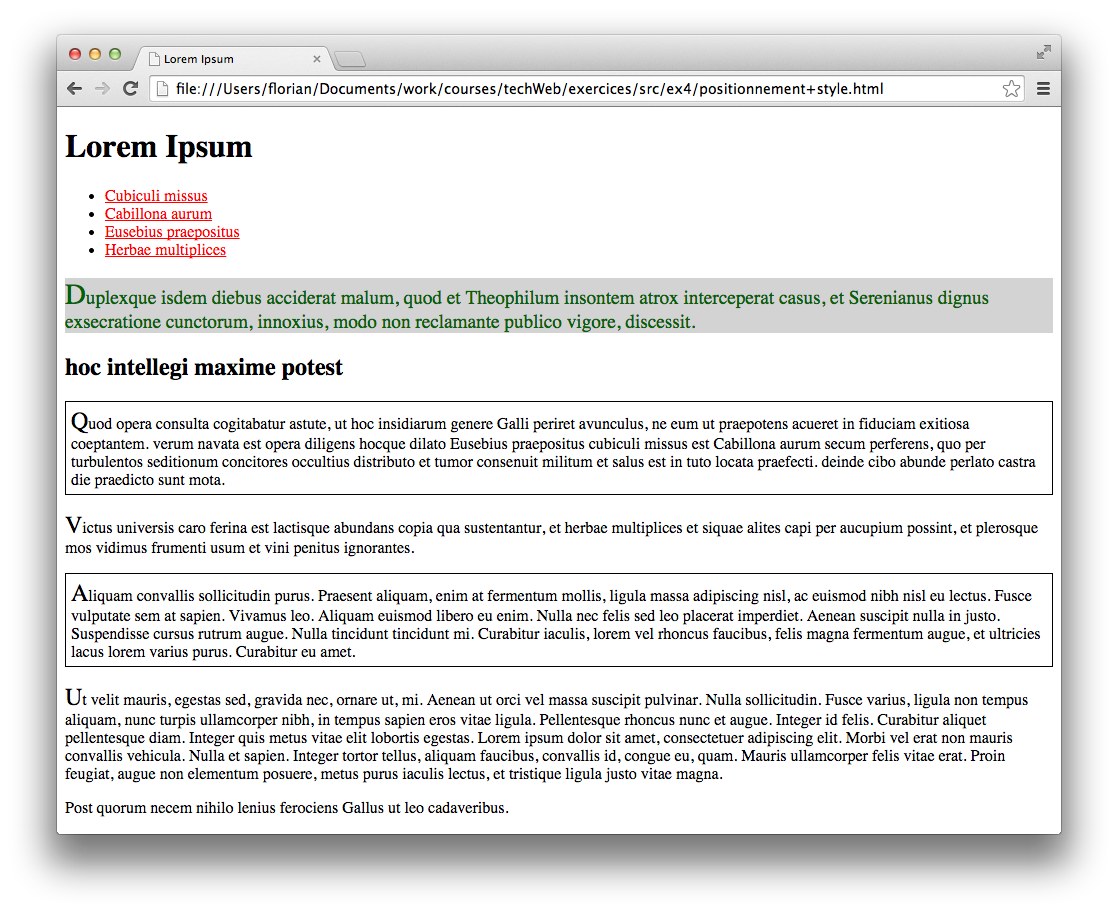 Lorem Ipsum
file:///Users/florian/Documents/work/courses/techWeb/exercices/src/ex4/positionnement+style.html
Lorem Ipsum
Cubiculi missus
Cabillona aurum
Eusebius praepositus
Herbae multiplices
Duplexque isdem diebus acciderat malum, quod et Theophilum insontem atrox interceperat casus, et Serenianus dignus
exsecratione cunctorum, innoxius, modo non reclamante publico vigore, discessit.
hoc intellegi maxime potest
Quod opera consulta cogitabatur astute, ut hoc insidiarum genere Galli periret avunculus, ne eum ut praepotens acueret in fiduciam exitiosa
coeptantem. verum navata est opera diligens hocque dilato Eusebius praepositus cubiculi missus est Cabillona aurum secum perferens, quo per
turbulentos seditionum concitores occultius distributo et tumor consenuit militum et salus est in tuto locata praefecti. deinde cibo abunde perlato castra
die praedicto sunt mota.
Victus universis caro ferina est lactisque abundans copia qua sustentantur, et herbae multiplices et siquae alites capi per aucupium possint, et plerosque
mos vidimus frumenti usum et vini penitus ignorantes.
Aliquam convallis sollicitudin purus. Praesent aliquam, enim at fermentum mollis, ligula massa adipiscing nisl, ac euismod nibh nisl eu lectus. Fusce
vulputate sem at sapien. Vivamus leo. Aliquam euismod libero eu enim. Nulla nec felis sed leo placerat imperdiet. Aenean suscipit nulla in justo.
Suspendisse cursus rutrum augue. Nulla tincidunt tincidunt mi. Curabitur iaculis, lorem vel rhoncus faucibus, felis magna fermentum augue, et ultricies
lacus lorem varius purus. Curabitur eu amet.
Ut velit mauris, egestas sed, gravida nec, ornare ut, mi. Aenean ut orci vel massa suscipit pulvinar. Nulla sollicitudin. Fusce varius, ligula non tempus
aliquam, nunc turpis ullamcorper nibh, in tempus sapien eros vitae ligula. Pellentesque rhoncus nunc et augue. Integer id felis. Curabitur aliquet
pellentesque diam. Integer quis metus vitae elit lobortis egestas. Lorem ipsum dolor sit amet, consectetuer adipiscing elit. Morbi vel erat non mauris
convallis vehicula. Nulla et sapien. Integer tortor tellus, aliquam faucibus, convallis id, congue eu, quam. Mauris ullamcorper felis vitae erat. Proin
feugiat, augue non elementum posuere, metus purus iaculis lectus, et tristique ligula justo vitae magna.
Post quorum necem nihilo lenius ferociens Gallus ut leo cadaveribus.